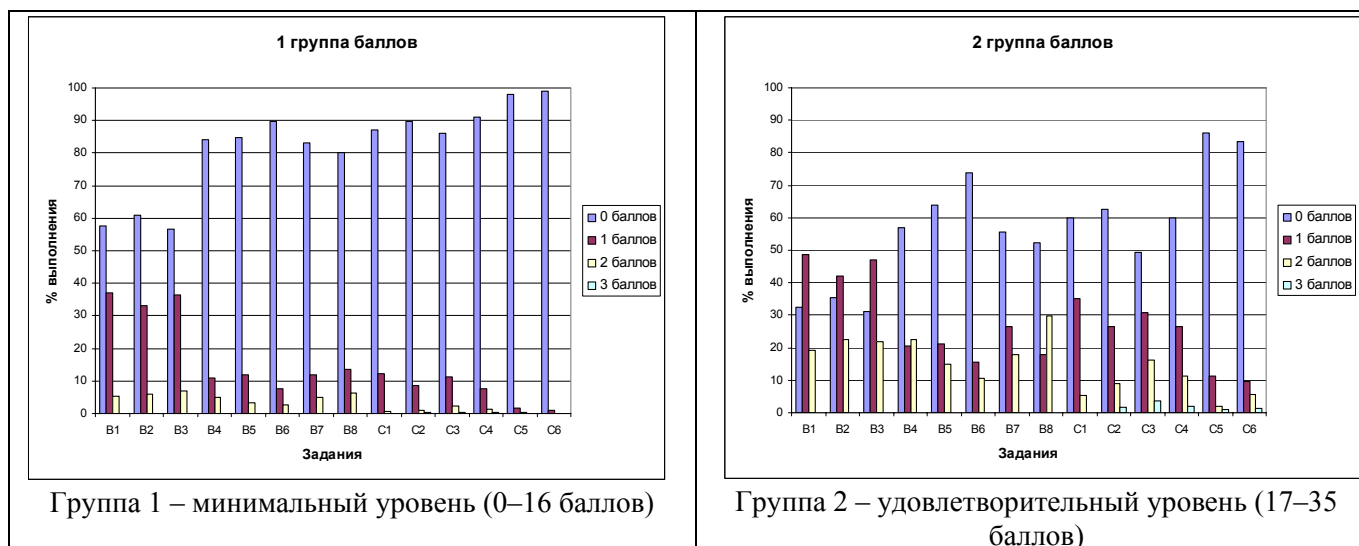 1 группа баллов
100
90
80
70
60
50
40
30
20
10
0
% выполнения
B1 B2 B3 B4 B5 B6 B7 B8 C1 C2 C3 C4 C5 C6
Задания
0 баллов
1 баллов
2 баллов
3 баллов
Группа 1 – минимальный уровень (0–16 баллов)
2 группа баллов
100
90
80
70
60
50
40
30
20
10
0
% выполнения
B1 B2 B3 B4 B5 B6 B7 B8 C1 C2 C3 C4 C5 C6
Задания
0 баллов
1 баллов
2 баллов
3 баллов
Группа 2 – удовлетворительный уровень (17–35
баллов)